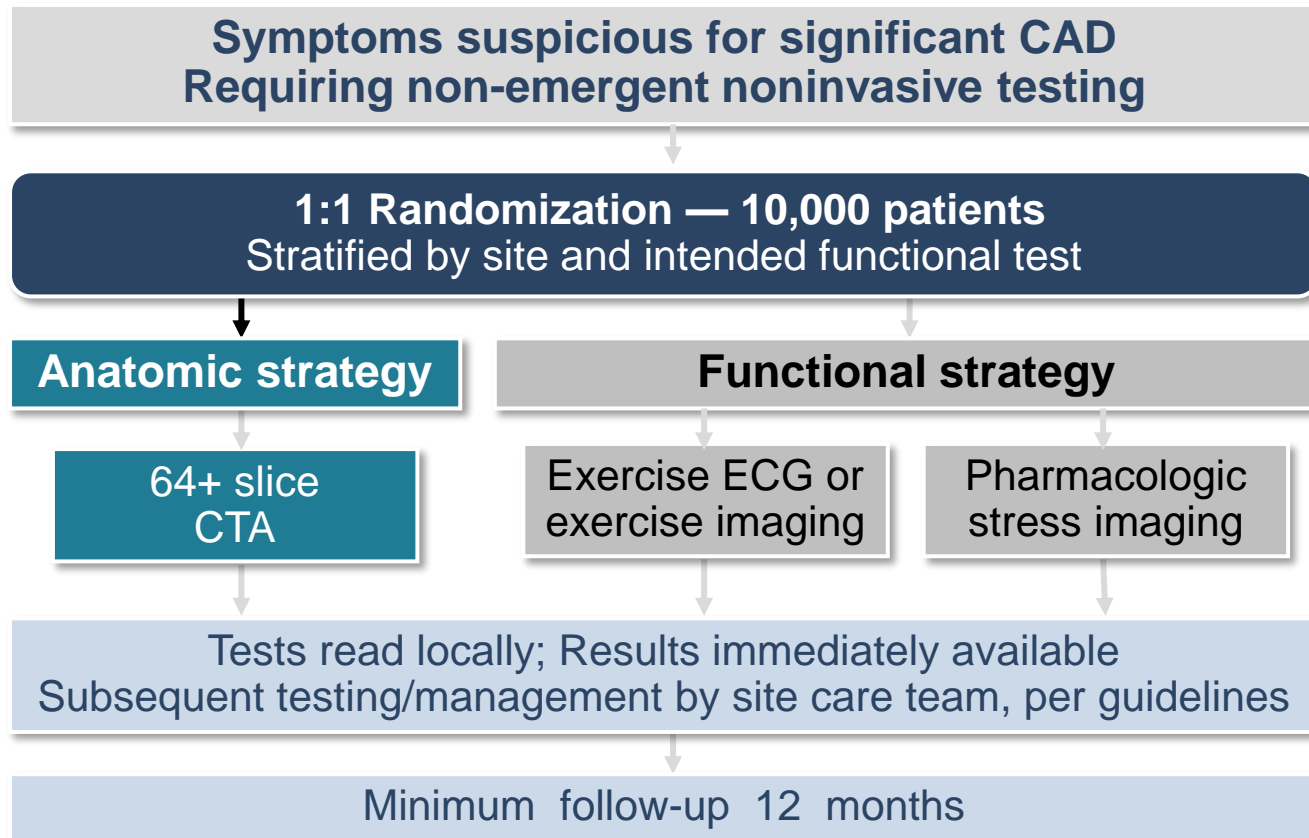 Symptoms suspicious for significant CAD
Requiring non-emergent noninvasive testing
1:1 Randomization — 10,000 patients
Stratified by site and intended functional test
Anatomic strategy
Functional strategy
64+ slice
CTA
Exercise ECG or
exercise imaging
Pharmacologic
stress imaging
Tests read locally; Results immediately available
Subsequent testing/management by site care team, per guidelines
Minimum follow-up 12 months